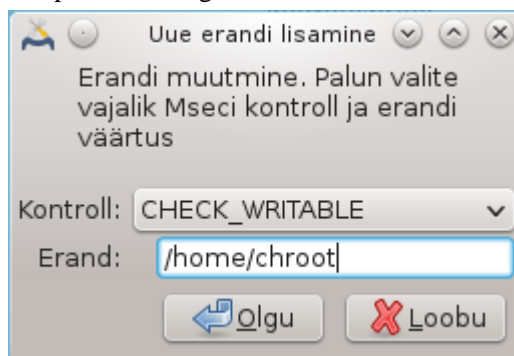 Uue erandi lisamine
Erandi muutmine. Palun valite
vajalik Mseci kontroll ja erandi
väärtus
Kontroll: CHECK_WRITABLE
Erand: /home/chroot
Olgu Loobu